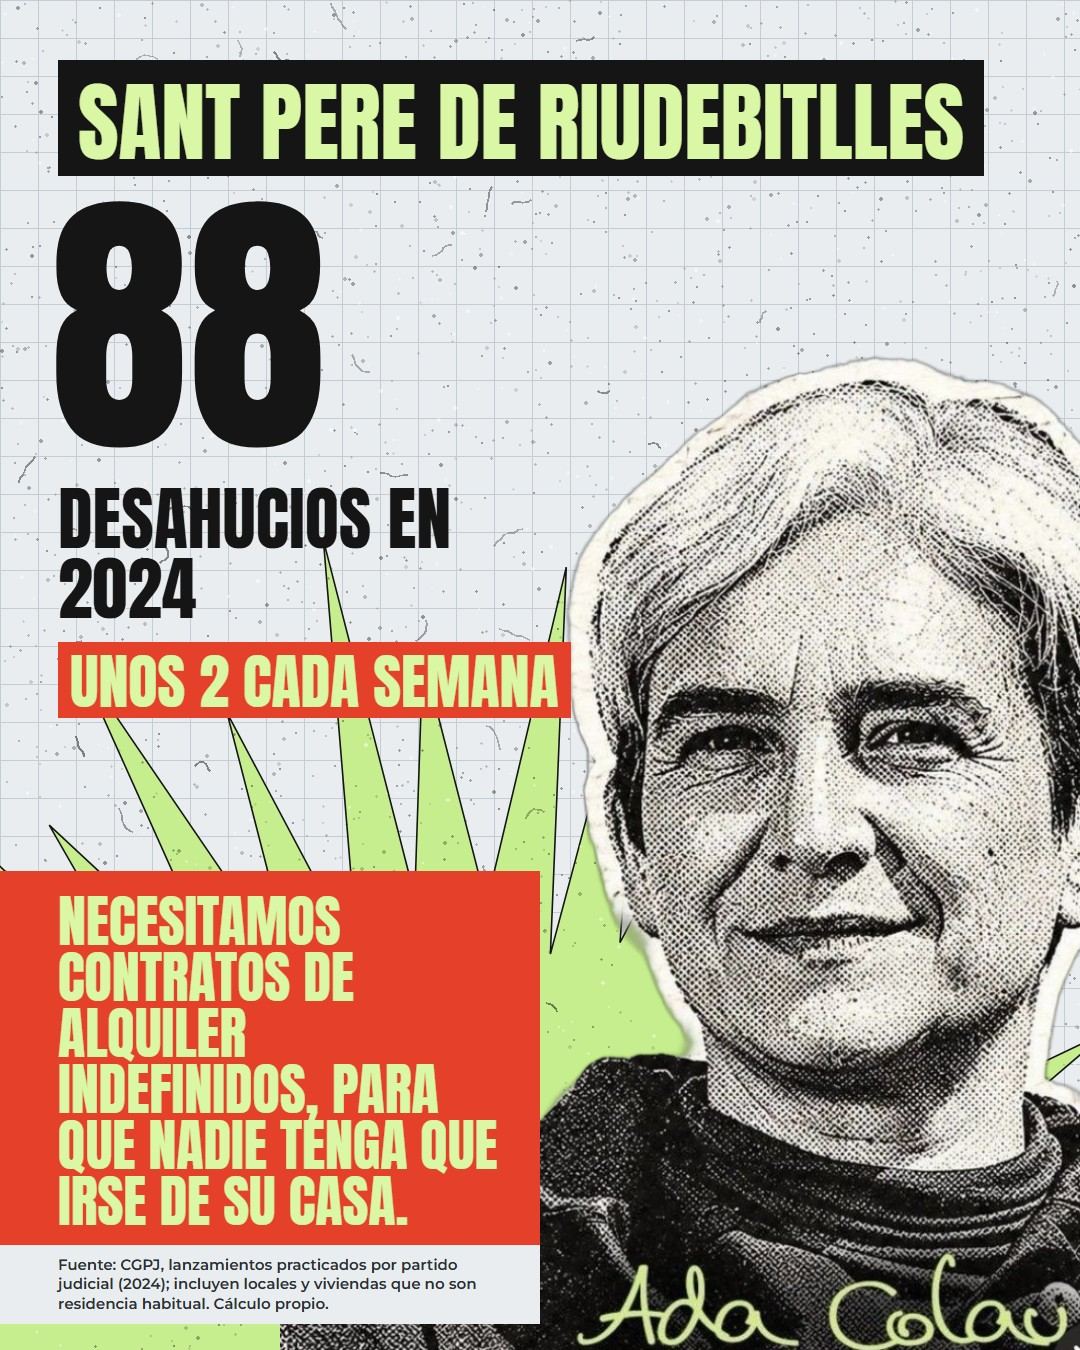 SANT PERE DE RIUDEBITLLES
88
DESAHUCIOS EN
2024
UNOS 2 CADA SEMANA
NECESITAMOS
CONTRATOS DE
ALQUILER
INDEFINIDOS, PARA
QUE NADIE TENGA QUE
IRSE DE SU CASA.
Fuente: CGPJ, lanzamientos practicados por partido
judicial (2024); incluyen locales y viviendas que no son
residencia habitual. Cálculo propio.
Ada Colau